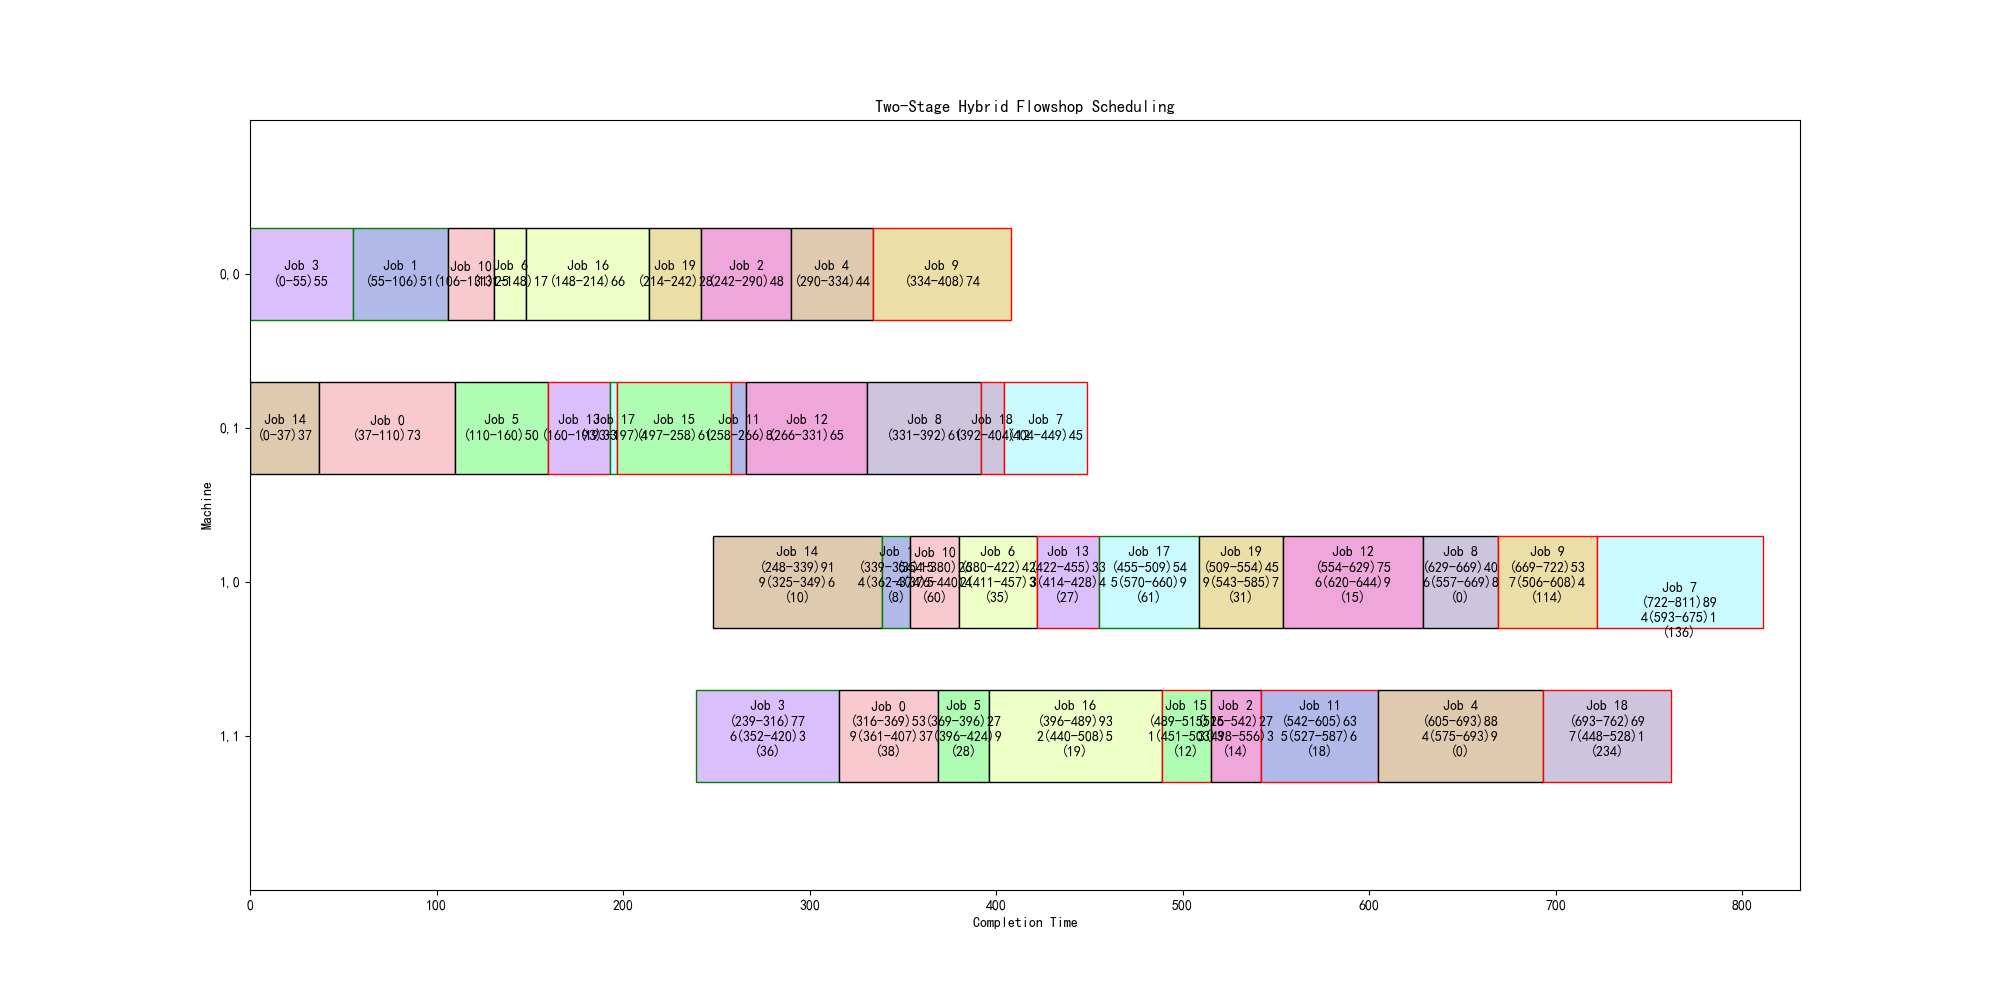 Two-Stage Hybrid Flowshop Scheduling
0,0
Job 3
(0-55)55
Job 1
(55-106)51
Job 10
(106-131)25
Job 6
(131-148)17
Job 16
(148-214)66
Job 19
(214-242)28
Job 2
(242-290)48
Job 4
(290-334)44
Job 9
(334-408)74
0,1
Job 14
(0-37)37
Job 0
(37-110)73
Job 5
(110-160)50
Job 13
(160-193)33
Job 17
(193-197)4
Job 15
(197-258)61
Job 11
(258-266)8
Job 12
(266-331)65
Job 8
(331-392)61
Job 18
(392-404)12
Job 7
(404-449)45
Machine
1,0
Job 14
(248-339)91
9(325-349)6
(10)
Job 1
(339-354)15
(8)
Job 10
(354-380)26
(60)
Job 6
(380-422)42
(411-457)3
(35)
Job 13
(422-455)33
3(414-428)4
(27)
Job 17
(455-509)54
5(570-660)9
(61)
Job 19
(509-554)45
9(543-585)7
(31)
Job 12
(554-629)75
6(620-644)9
(15)
Job 8
(629-669)40
6(557-669)8
(0)
Job 9
(669-722)53
7(506-608)4
(114)
Job 7
(722-811)89
4(593-675)1
(136)
1,1
Job 3
(239-316)77
6(352-420)3
(36)
Job 0
(316-369)53
9(361-407)3
(38)
Job 5
(369-396)27
7(396-424)9
(28)
Job 16
(396-489)93
2(440-508)5
(19)
Job 15
(489-515)26
(12)
Job 2
(515-542)27
(14)
Job 11
(542-605)63
5(527-587)6
(18)
Job 4
(605-693)88
4(575-693)9
(0)
Job 18
(693-762)69
7(448-528)1
(234)
0 100 200 300 400 500 600 700 800
Completion Time